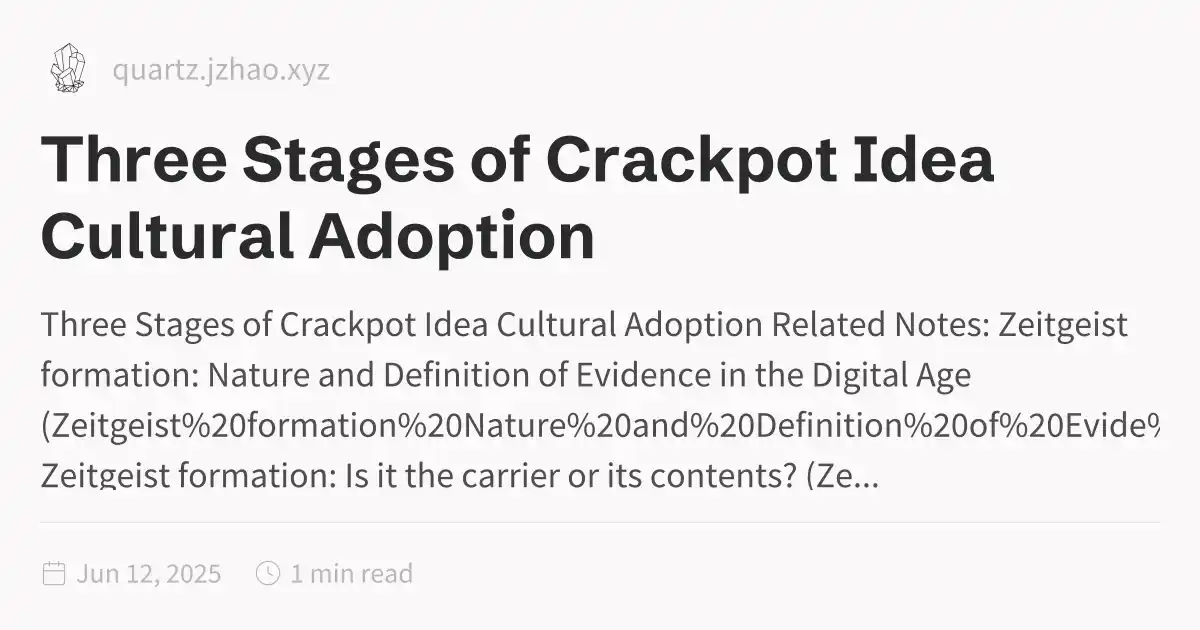 quartz.jzhao.xyz
Three Stages of Crackpot Idea
Cultural Adoption
Three Stages of Crackpot Idea Cultural Adoption Related Notes: Zeitgeist
formation: Nature and Definition of Evidence in the Digital Age
(Zeitgeist%20formation%20Nature%20and%20Definition%20of%20Evide%
Zeitgeist formation: Is it the carrier or its contents? (Ze...
Jun 12, 2025
1 min read